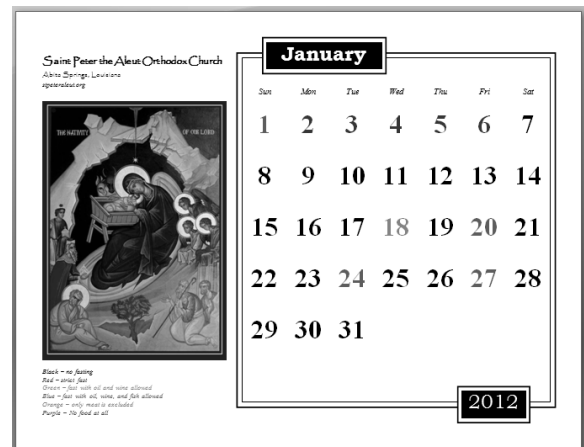 Saint Peter the Aleut Orthodox Church
Abita Springs, Louisiana
stpeteraleut.org
THE NATIVITY OF OUR LORD
January
Sun Mon Tue Wed Thu Fri Sat
1 2 3 4 5 6 7
8 9 10 11 12 13 14
15 16 17 18 19 20 21
22 23 24 25 26 27 28
29 30 31
Black – no fasting
Red – strict fast
Green – fast with oil and wine allowed
Blue – fast with oil, wine, and fish allowed
Orange – only meat is excluded
Purple – No food at all
2012